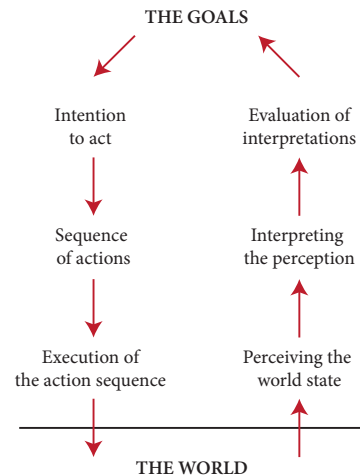 THE GOALS
Intention
to act
Evaluation of
interpretations
Sequence
of actions
Interpreting
the perception
Execution of
the action sequence
Perceiving the
world state
THE WORLD